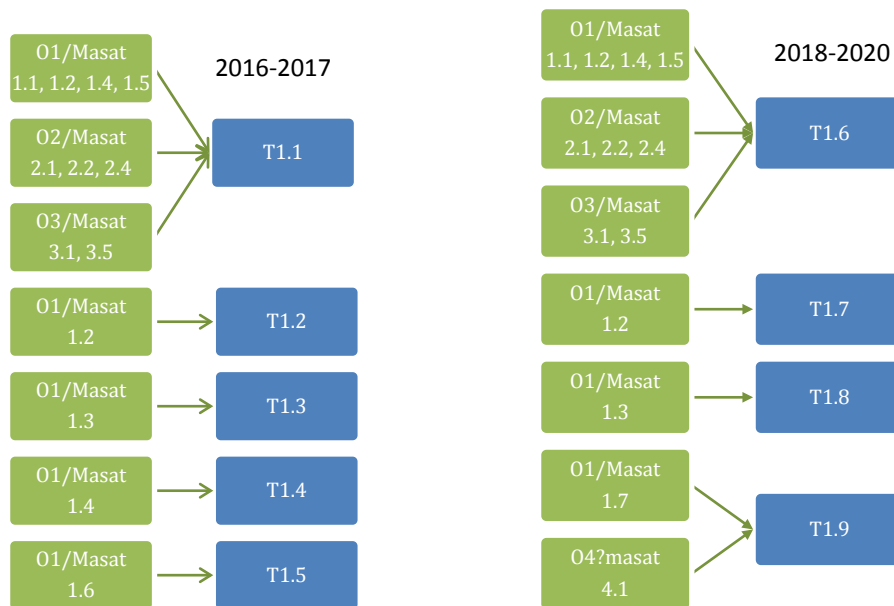 2016-2017
O1/Masat
1.1, 1.2, 1.4, 1.5
O2/Masat
2.1, 2.2, 2.4
O3/Masat
3.1, 3.5
T1.1
O1/Masat
1.2
T1.2
O1/Masat
1.3
T1.3
O1/Masat
1.4
T1.4
O1/Masat
1.6
T1.5
2018-2020
O1/Masat
1.1, 1.2, 1.4, 1.5
O2/Masat
2.1, 2.2, 2.4
O3/Masat
3.1, 3.5
T1.6
O1/Masat
1.2
T1.7
O1/Masat
1.3
T1.8
O1/Masat
1.7
O4?masat
4.1
T1.9